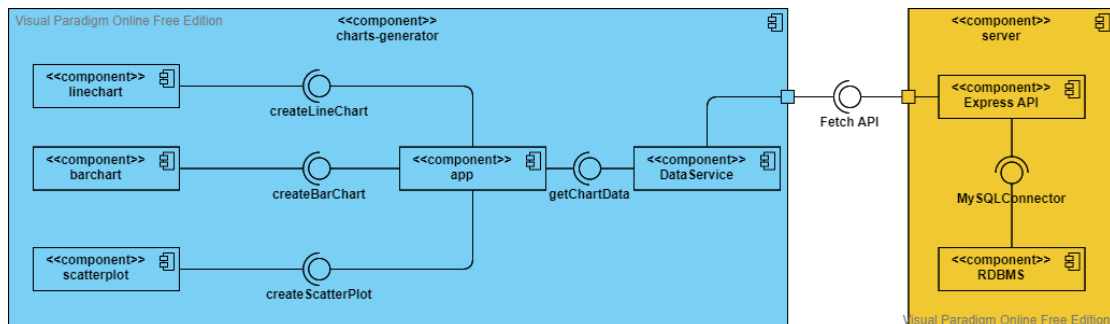 Visual Paradigm Online Free Edition
<<component>>
charts-generator
<<component>>
linechart
createLineChart
<<component>>
barchart
createBarChart
<<component>>
scatterplot
createScatterPlot
<<component>>
app
getChartData
<<component>>
DataService
Fetch API
<<component>>
server
<<component>>
Express API
MySQLConnector
<<component>>
RDBMS
Visual Paradigm Online Free Edition